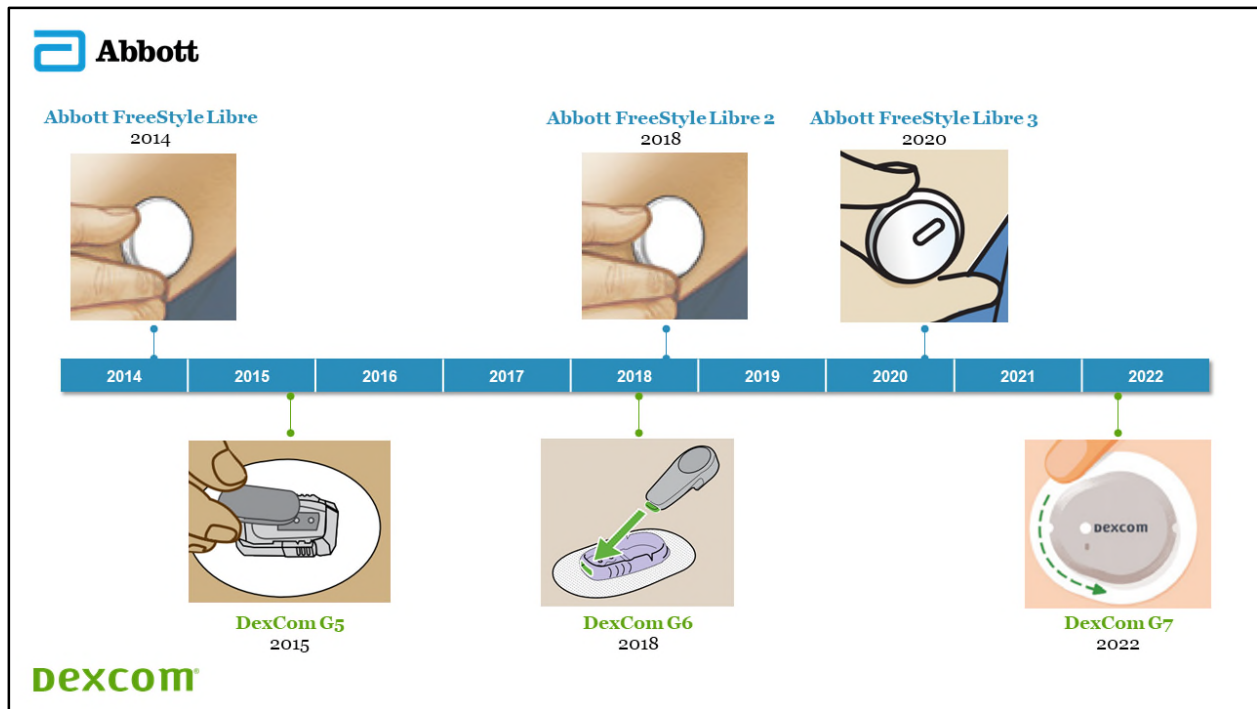 Abbott
Abbott FreeStyle Libre
2014
Abbott FreeStyle Libre 2
2018
Abbott FreeStyle Libre 3
2020
2014 2015 2016 2017 2018 2019 2020 2021 2022
Dexcom
DexCom G5
2015
DexCom G6
2018
DexCom G7
2022
Dexcom®